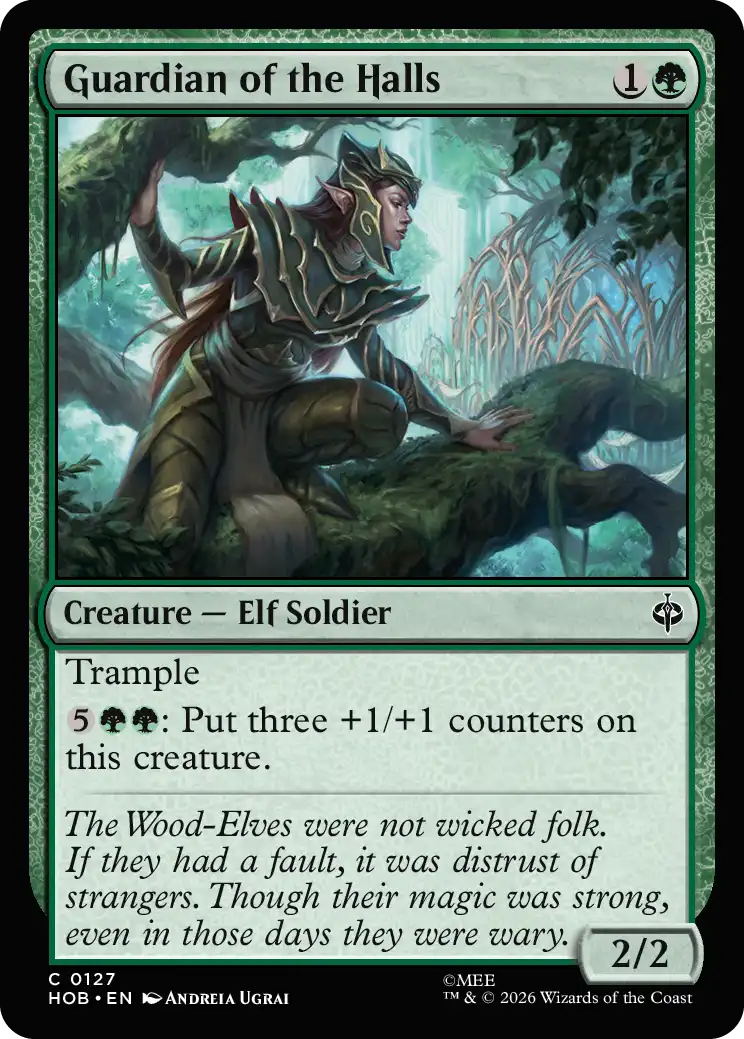 Guardian of the Halls 1
Creature — Elf Soldier
Trample
5: Put three +1/+1 counters on
this creature.
The Wood-Elves were not wicked folk.
If they had a fault, it was distrust of
strangers. Though their magic was strong,
even in those days they were wary.
2/2
C 0127
HOB • EN Andreia Ugrai
©MEE
™ & © 2026 Wizards of the Coast